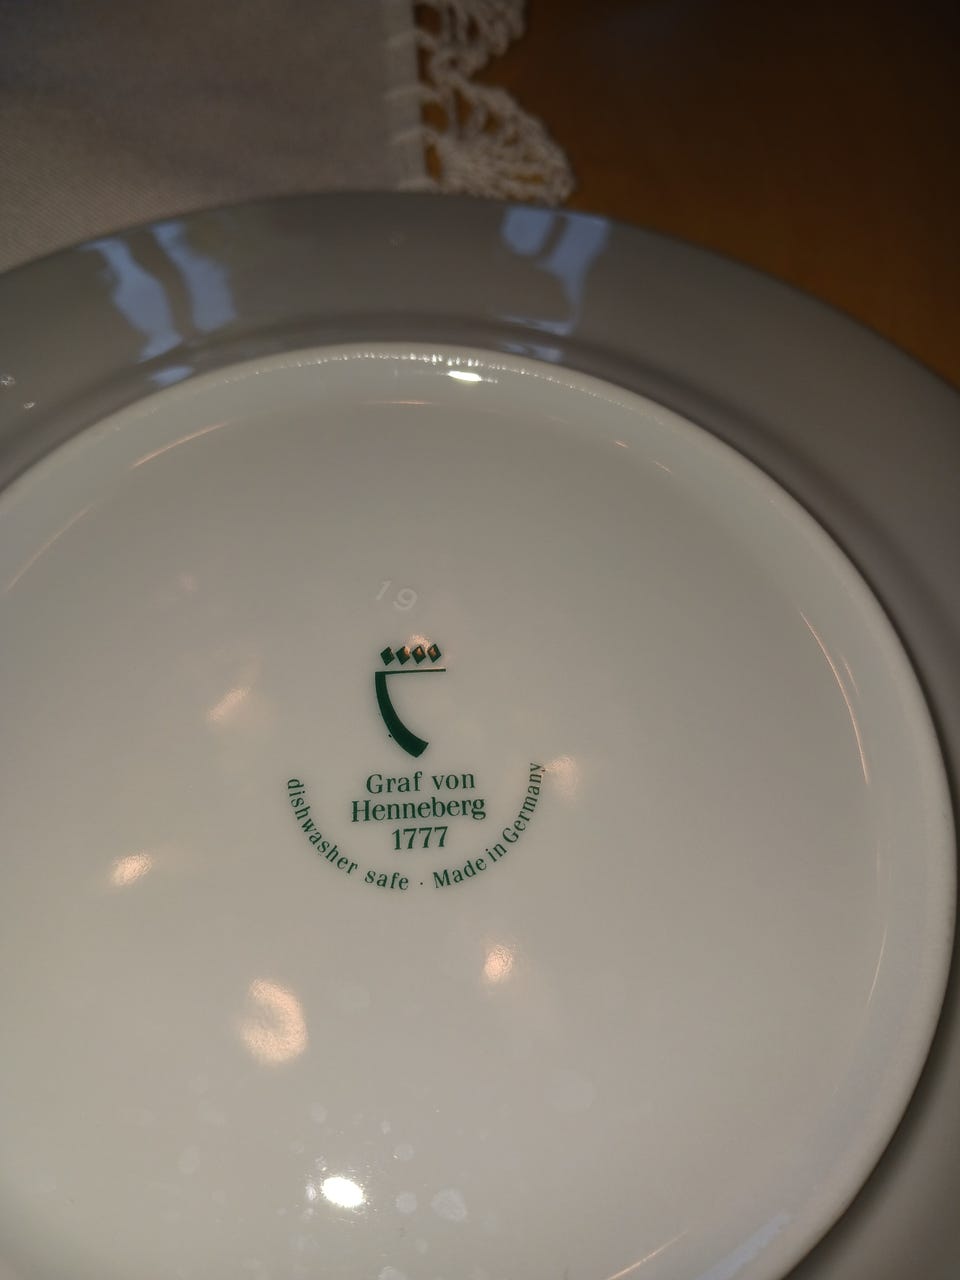 19
Graf von
Henneberg
1777
dishwasher safe · Made in Germany